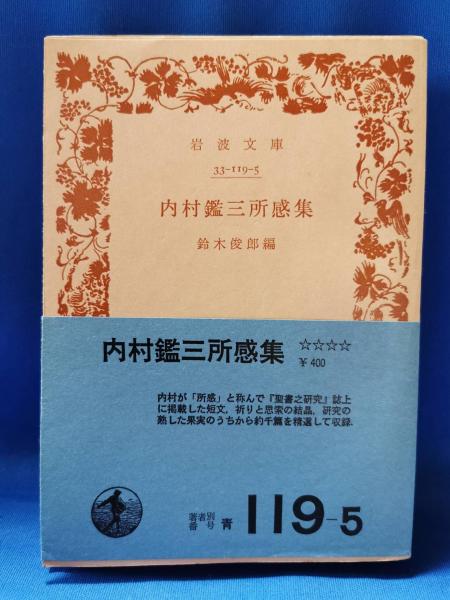 岩波文庫
33-119-5
内村鑑三所感集
鈴木俊郎編
内村鑑三所感集 ☆☆☆☆
¥400
内村が「所感」と称んで『聖書之研究』誌上
に掲載した短文，祈りと思索の結晶，研究の
熟した果実のうちから約千篇を精選して収録．
著者別
番号 青 119-5